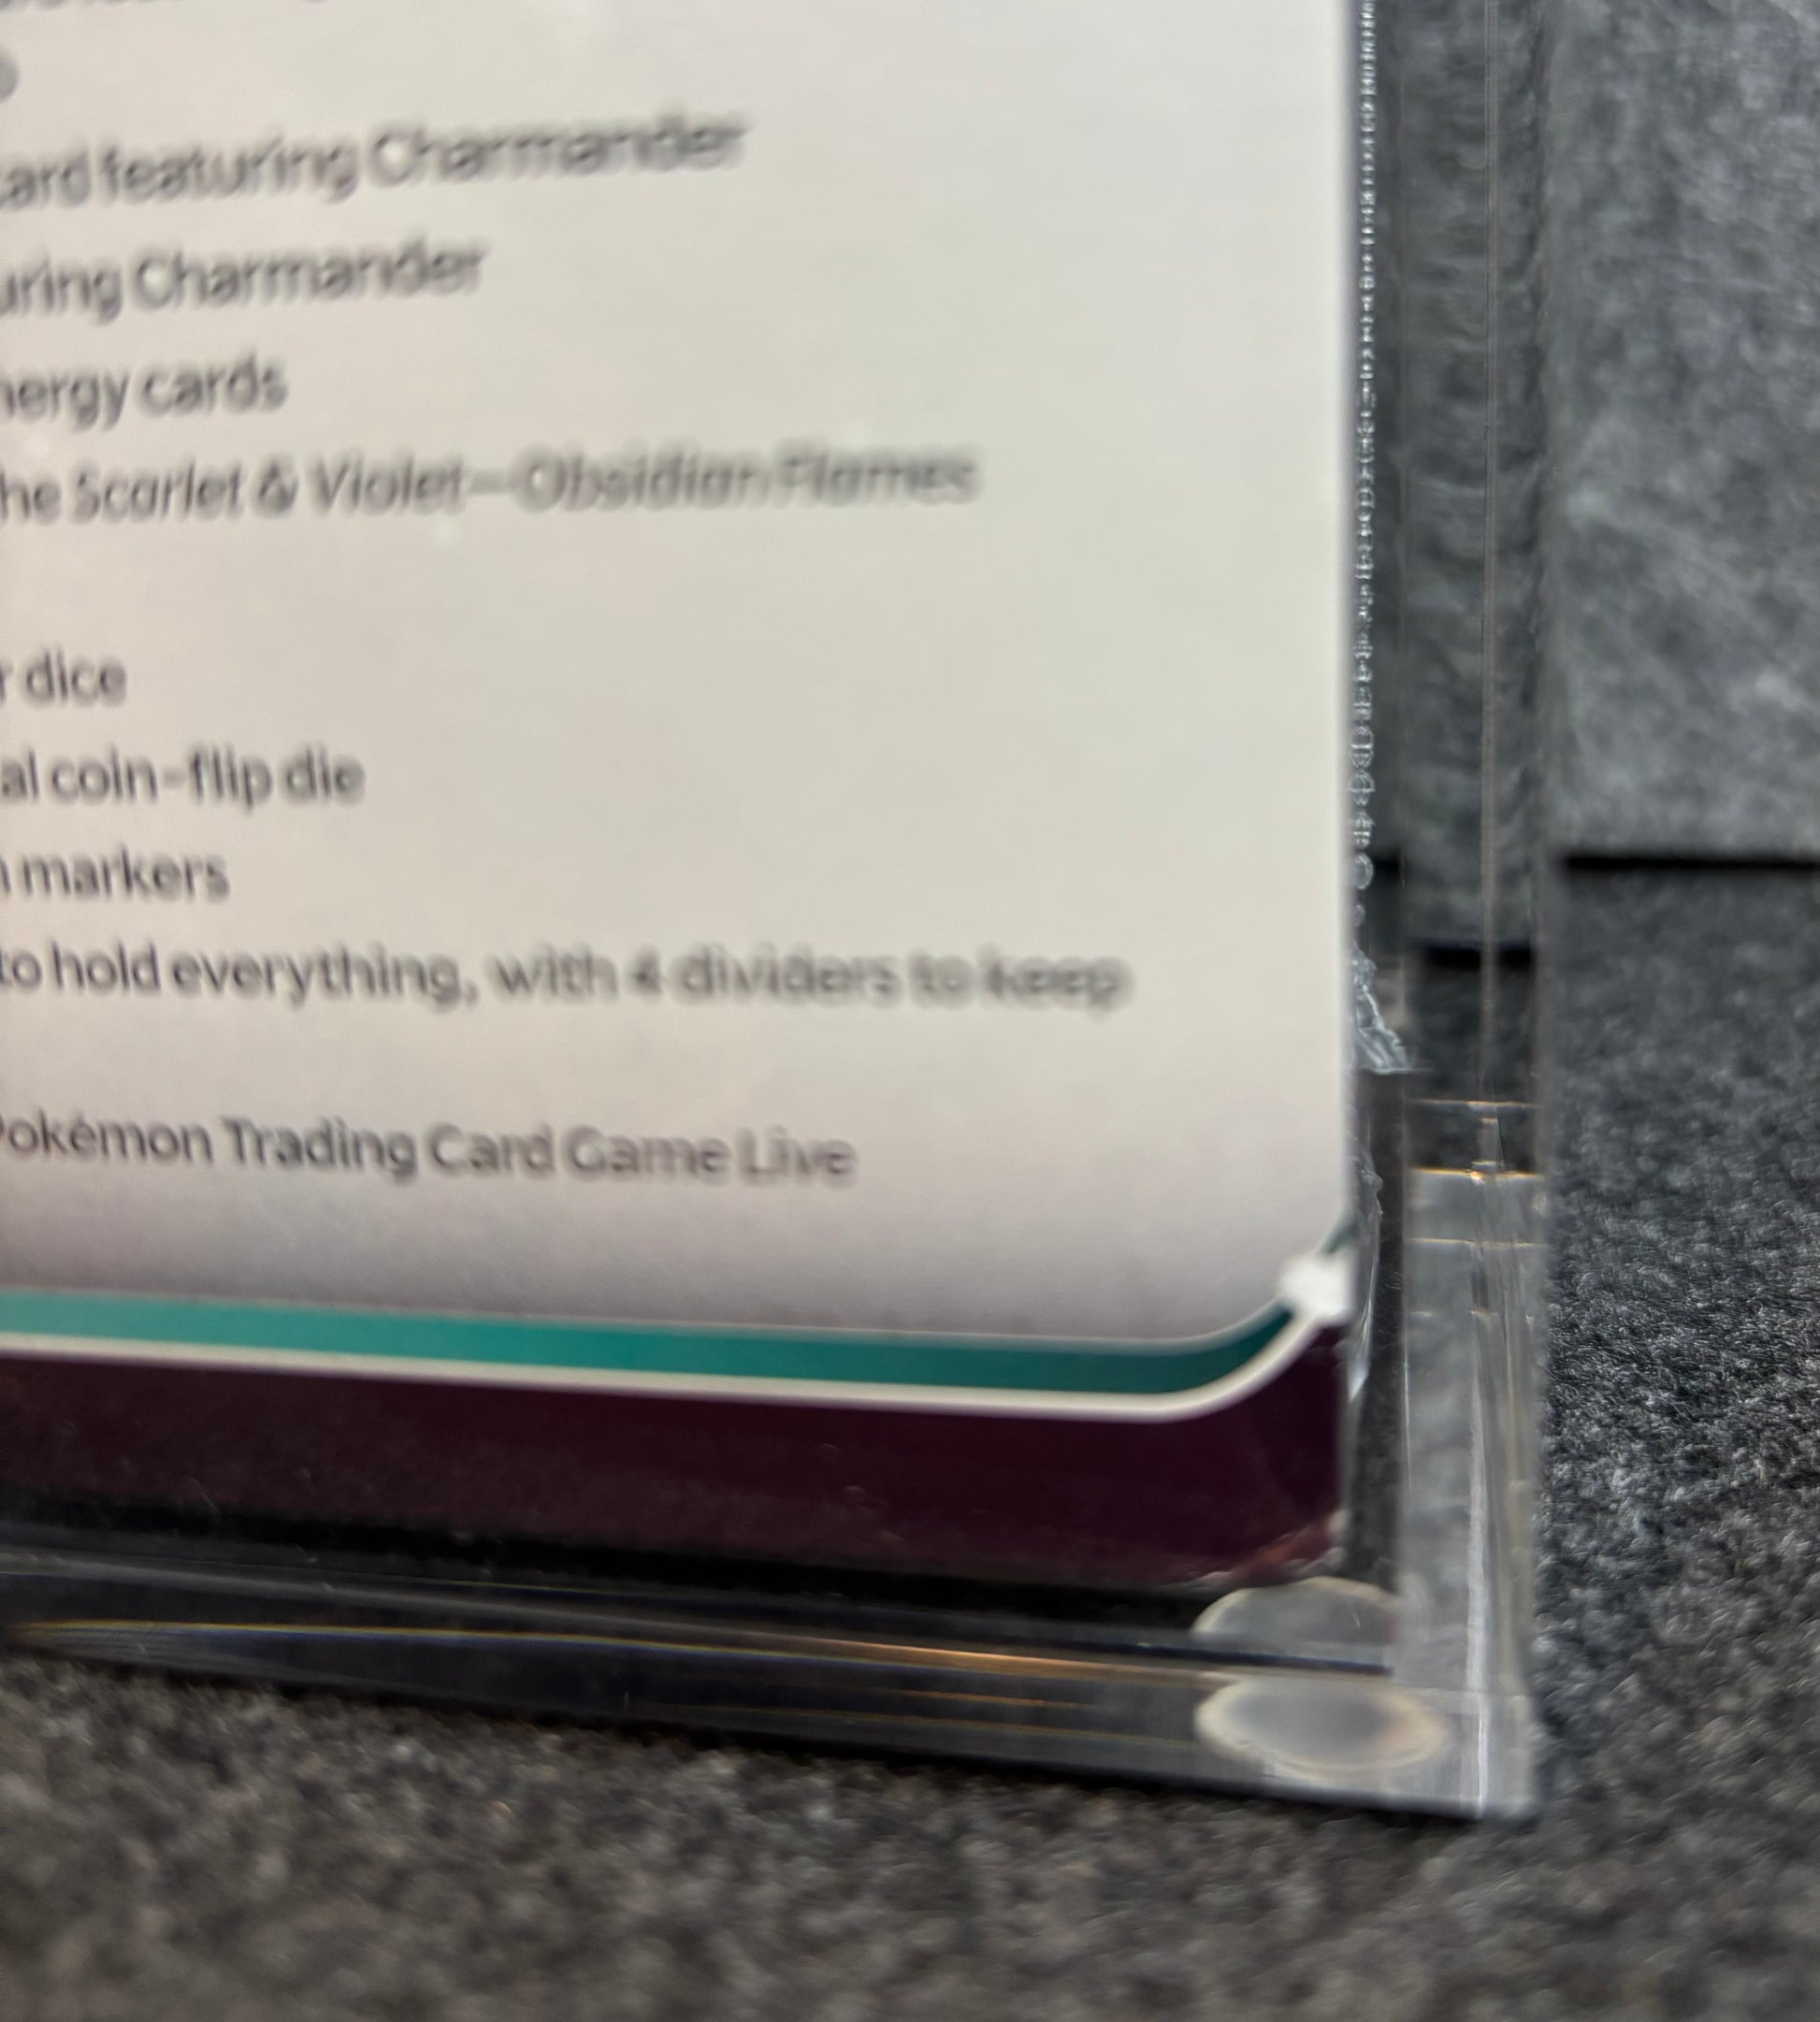 card featuring Charmander
uring Charmander
nergy cards
he Scarlet & Violet—Obsidian Flames
r dice
al coin-flip die
n markers
to hold everything, with 4 dividers to keep
Pokémon Trading Card Game Live